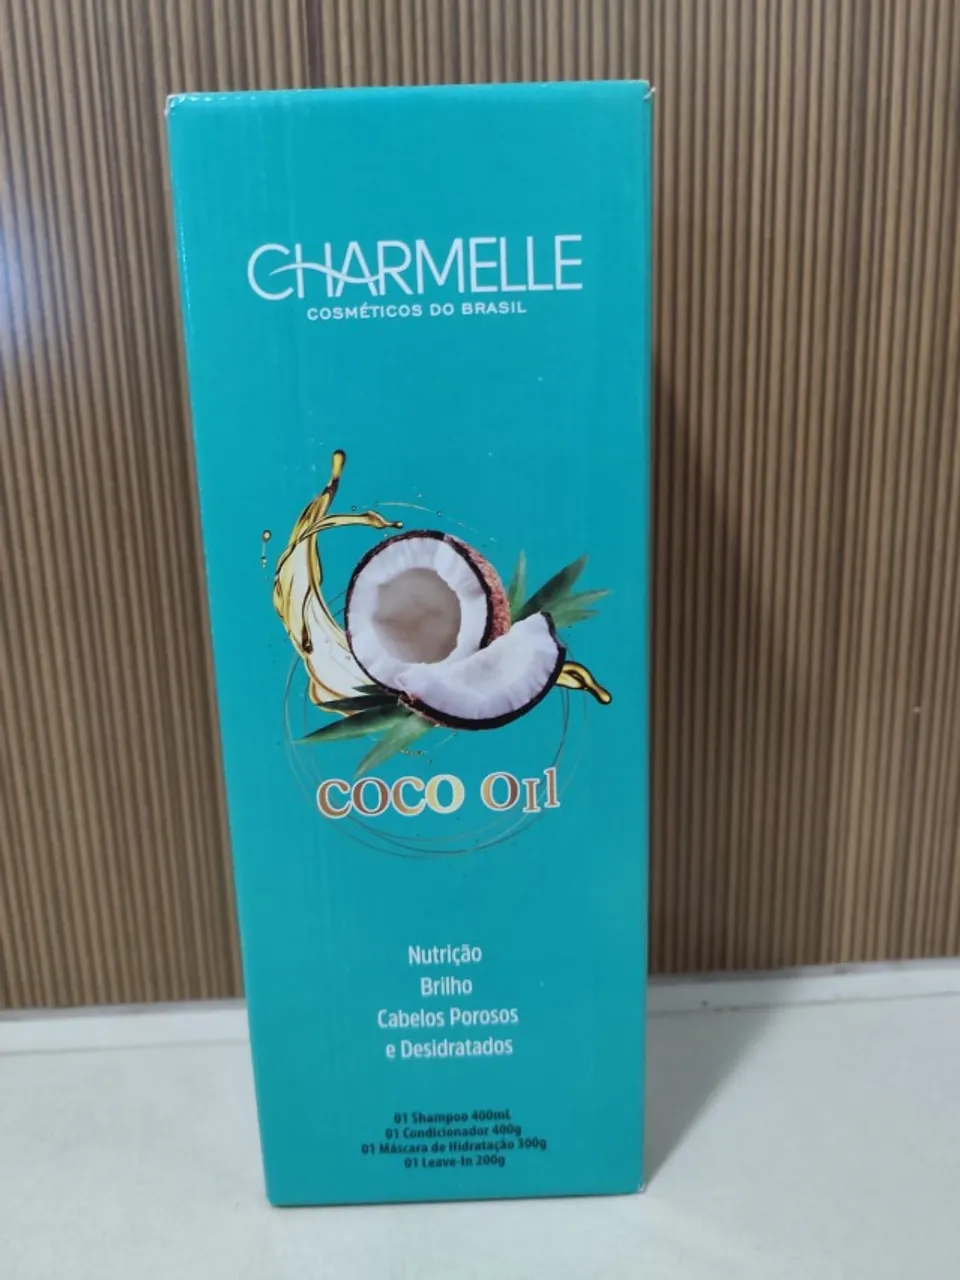 CHARMELLE
COSMÉTICOS DO BRASIL
COCO OIl
Nutrição
Brilho
Cabelos Porosos
e Desidratados
01 Shampoo 400mL
01 Condicionador 400g
01 Máscara de Hidratação 300g
01 Leave-In 200g